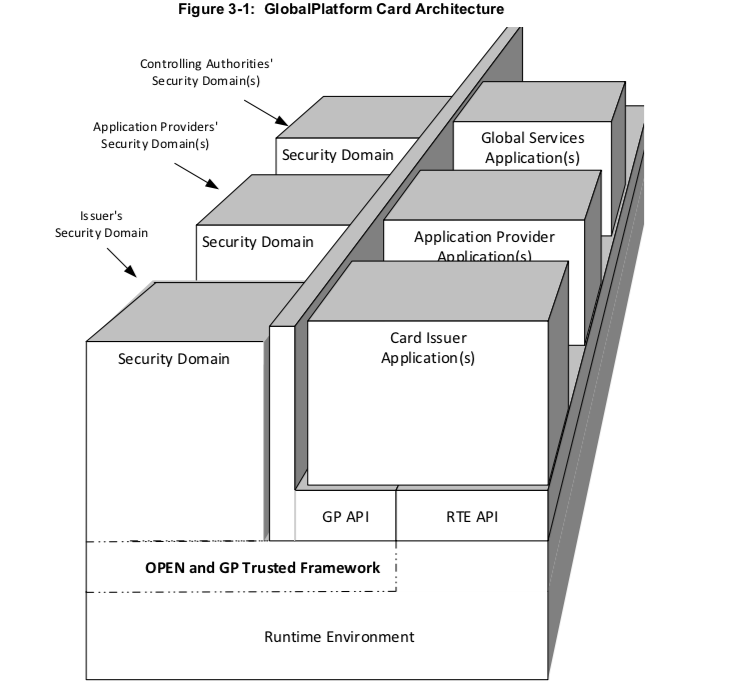 Figure 3-1: GlobalPlatform Card Architecture
Controlling Authorities'
Security Domain(s)
Application Providers'
Security Domain(s)
Issuer's
Security Domain
Security Domain
Security Domain
Security Domain
Global Services
Application(s)
Application Provider
Application(s)
Card Issuer
Application(s)
GP API
RTE API
OPEN and GP Trusted Framework
Runtime Environment